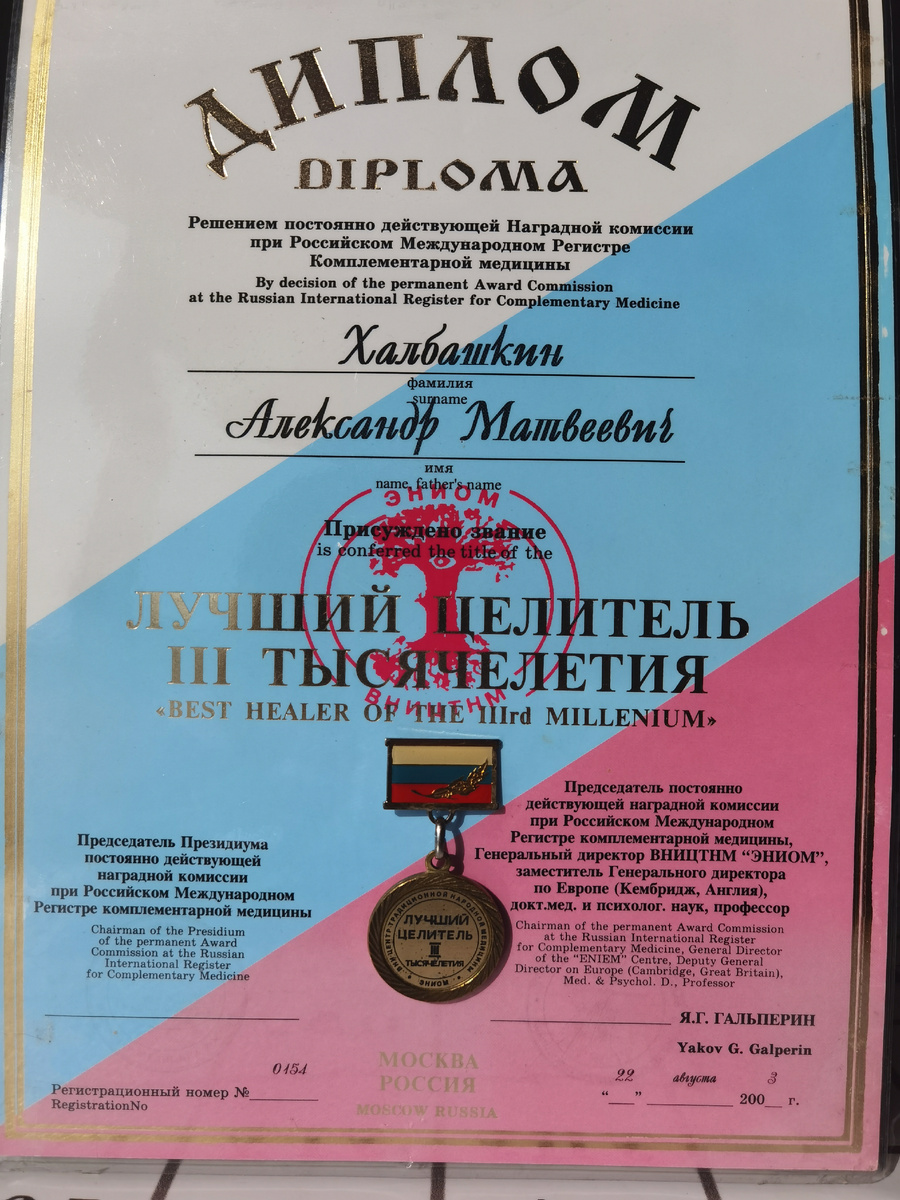 ДИПЛОМ
DIPLOMA
Решением постоянно действующей Наградной комиссии
при Российском Международном Регистре
Комплементарной медицины
By decision of the permanent Award Commission
at the Russian International Register for Complementary Medicine
Халбашкин
фамилия
surname
Александр Матвеевич
имя
name, father's name
ЭНИОМ
Присуждено звание
is conferred the title of the
ЛУЧШИЙ ЦЕЛИТЕЛЬ
III ТЫСЯЧЕЛЕТИЯ
ВНИЦТНМ
«BEST HEALER OF THE IIIrd MILLENIUM»
Председатель Президиума
постоянно действующей
наградной комиссии
при Российском Международном
Регистре комплементарной медицины
Chairman of the Presidium
of the permanent Award
Commission at the Russian
International Register
for Complementary Medicine
ВНИЦЕНТР ТРАДИЦИОННОЙ НАРОДНОЙ МЕДИЦИНЫ
ЛУЧШИЙ
ЦЕЛИТЕЛЬ
III
ТЫСЯЧЕЛЕТИЯ
ЭНИОМ
Председатель постоянно
действующей наградной комиссии
при Российском Международном
Регистре комплементарной медицины,
Генеральный директор ВНИЦТНМ “ЭНИОМ”,
заместитель Генерального директора
по Европе (Кембридж, Англия),
докт.мед. и психолог. наук, профессор
Chairman of the permanent Award Commission
at the Russian International Register
for Complementary Medicine, General Director
of the "ENIEM" Centre, Deputy General
Director on Europe (Cambridge, Great Britain),
Med. & Psychol. D., Professor
Я.Г. ГАЛЬПЕРИН
Yakov G. Galperin
Регистрационный номер № 0151
RegistrationNo
МОСКВА
РОССИЯ
MOSCOW RUSSIA
“22” августа 2003 г.